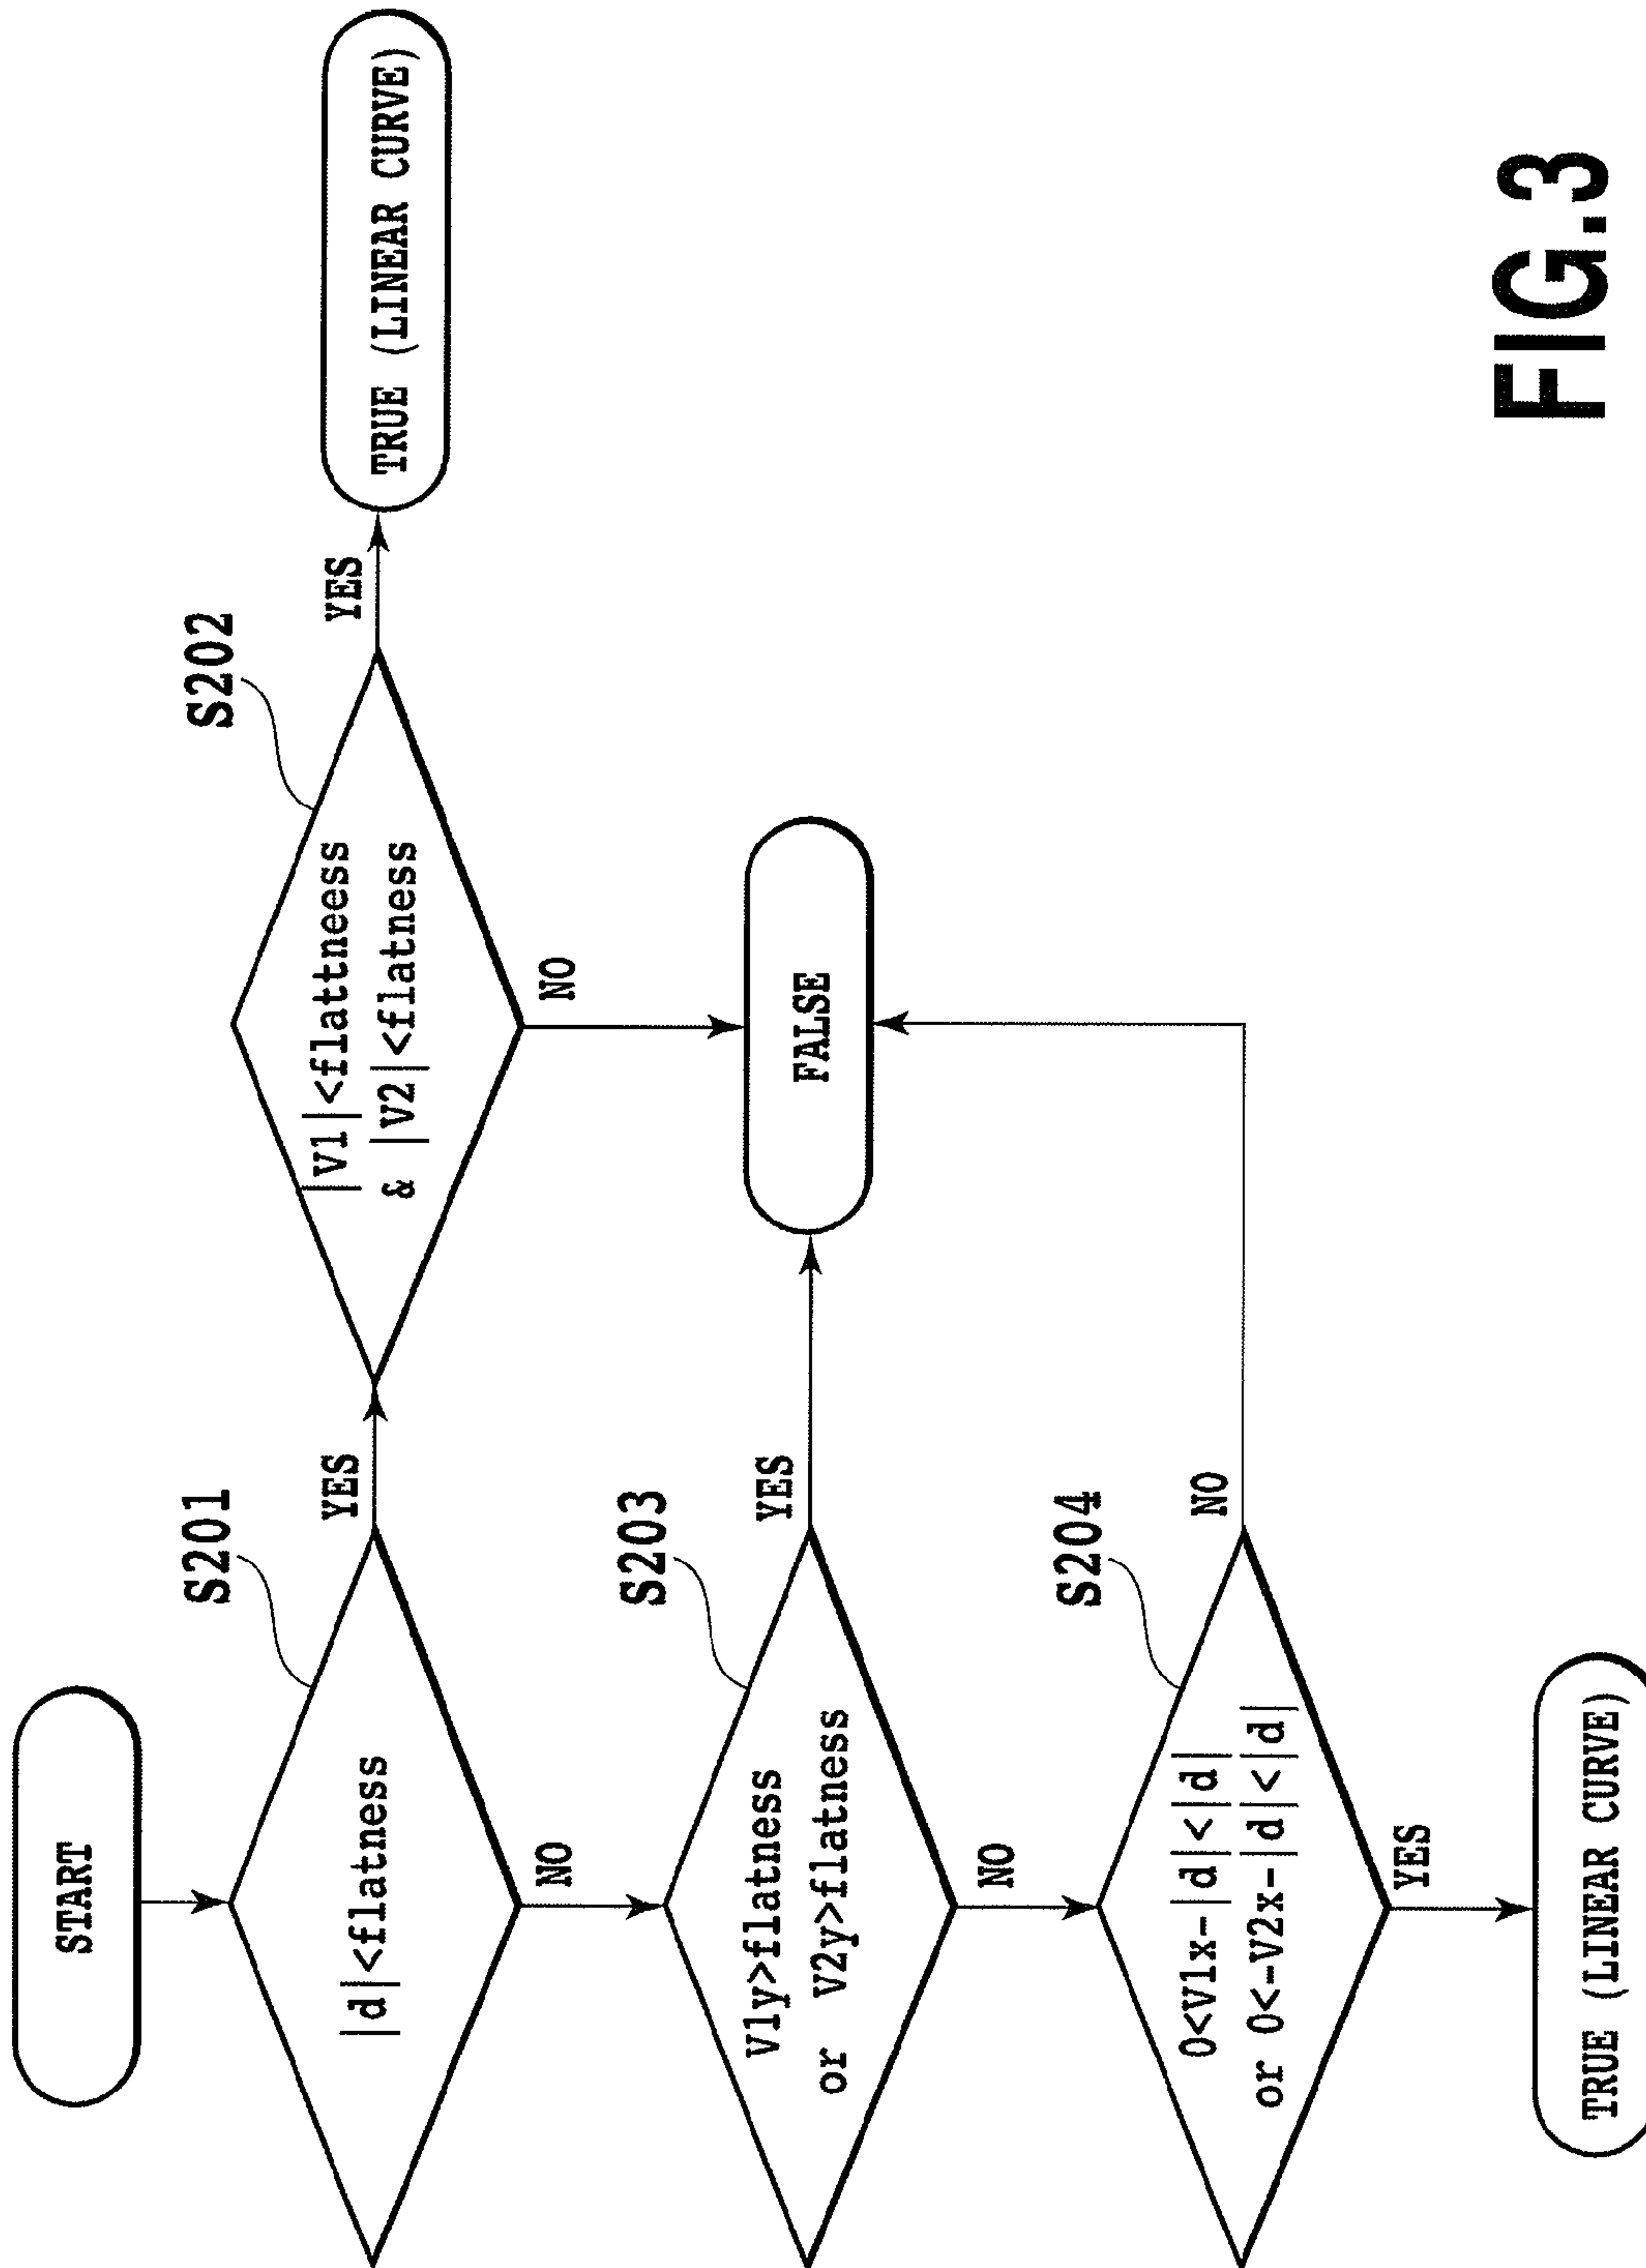 START
S201
|d|<flatness
YES
NO
S202
|V1|<flattneess
& |V2|<flatness
YES
NO
TRUE (LINEAR CURVE)
S203
V1y>flatness
or V2y>flatness
YES
NO
FALSE
S204
0<V1x-|d|<|d|
or 0<-V2x-|d|<|d|
NO
YES
TRUE (LINEAR CURVE)
FIG.3